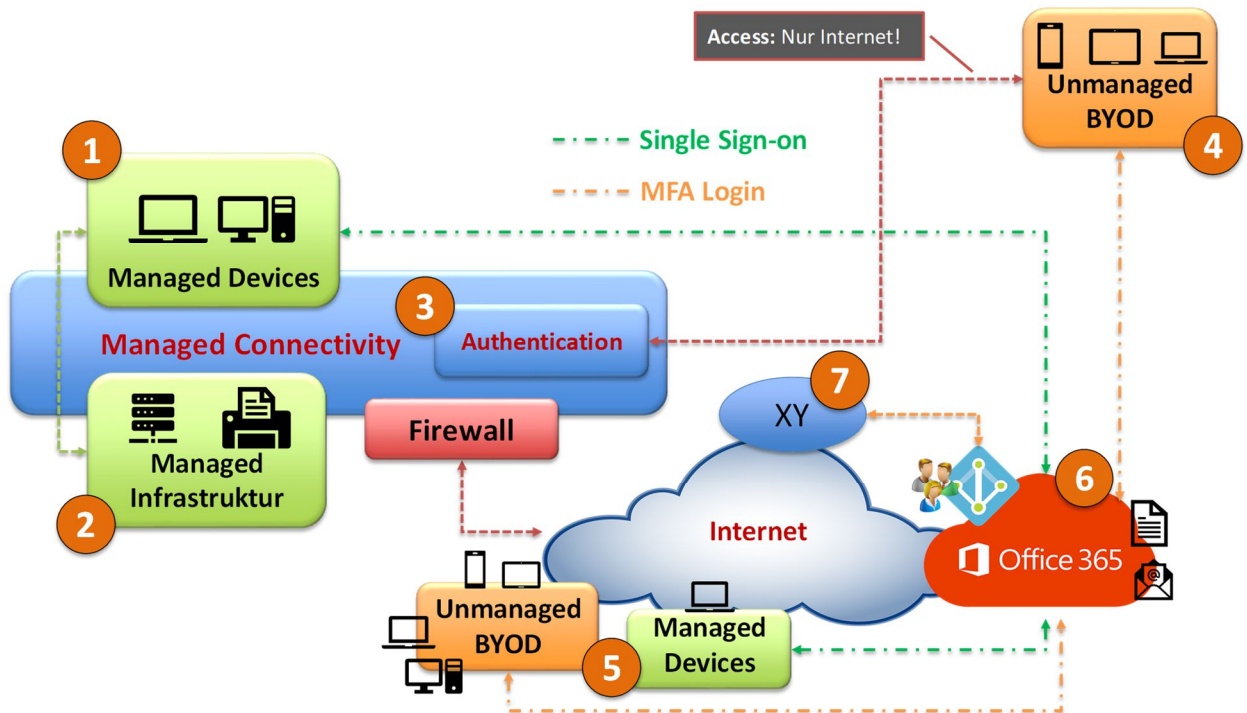 Access: Nur Internet!
Unmanaged
BYOD
4
1
Single Sign-on
MFA Login
Managed Devices
3
Managed Connectivity
Authentication
7
XY
Firewall
Managed
Infrastruktur
2
6
Internet
Office 365
@
Unmanaged
BYOD
5
Managed
Devices